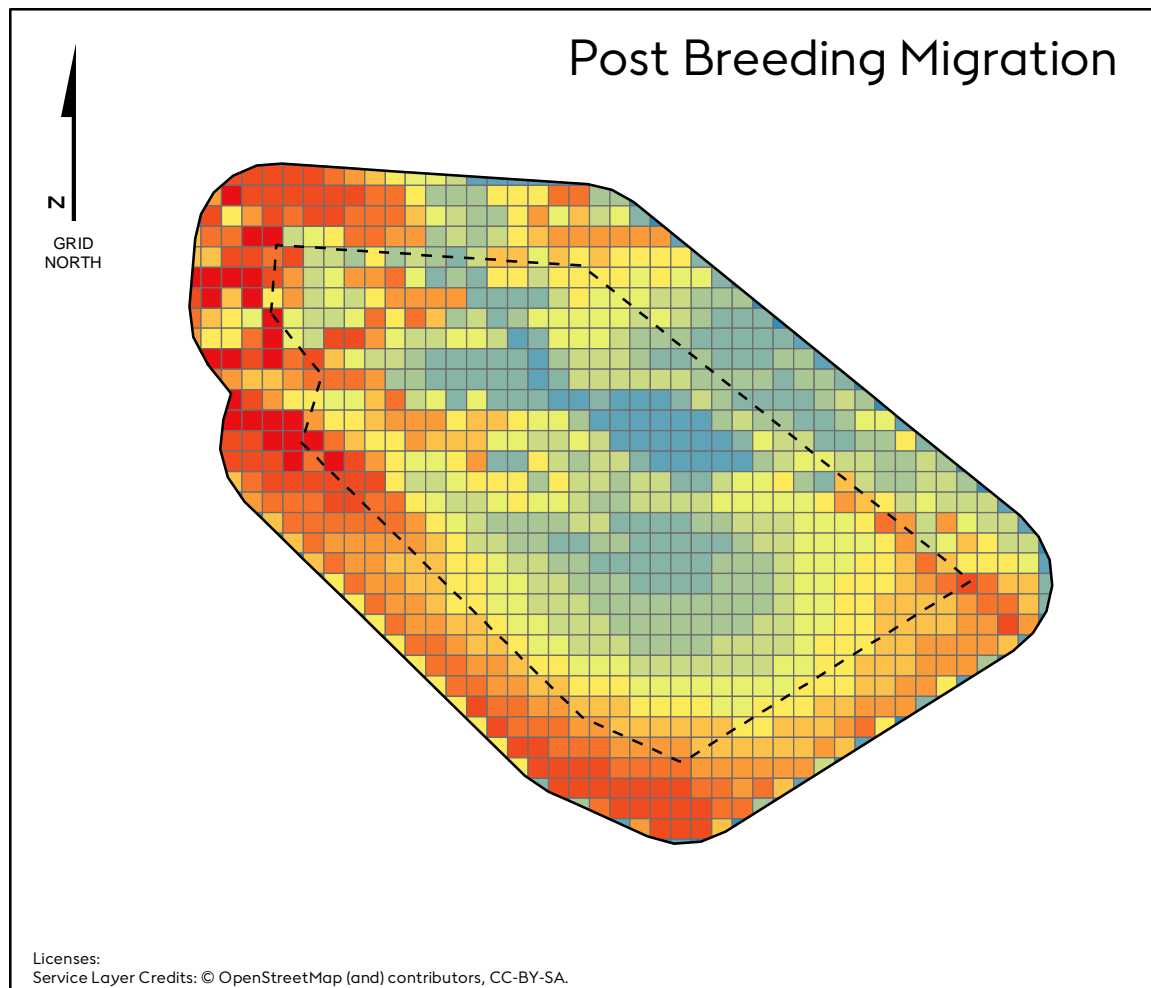 Post Breeding Migration
N
GRID
NORTH
Licenses:
Service Layer Credits: © OpenStreetMap (and) contributors, CC-BY-SA.